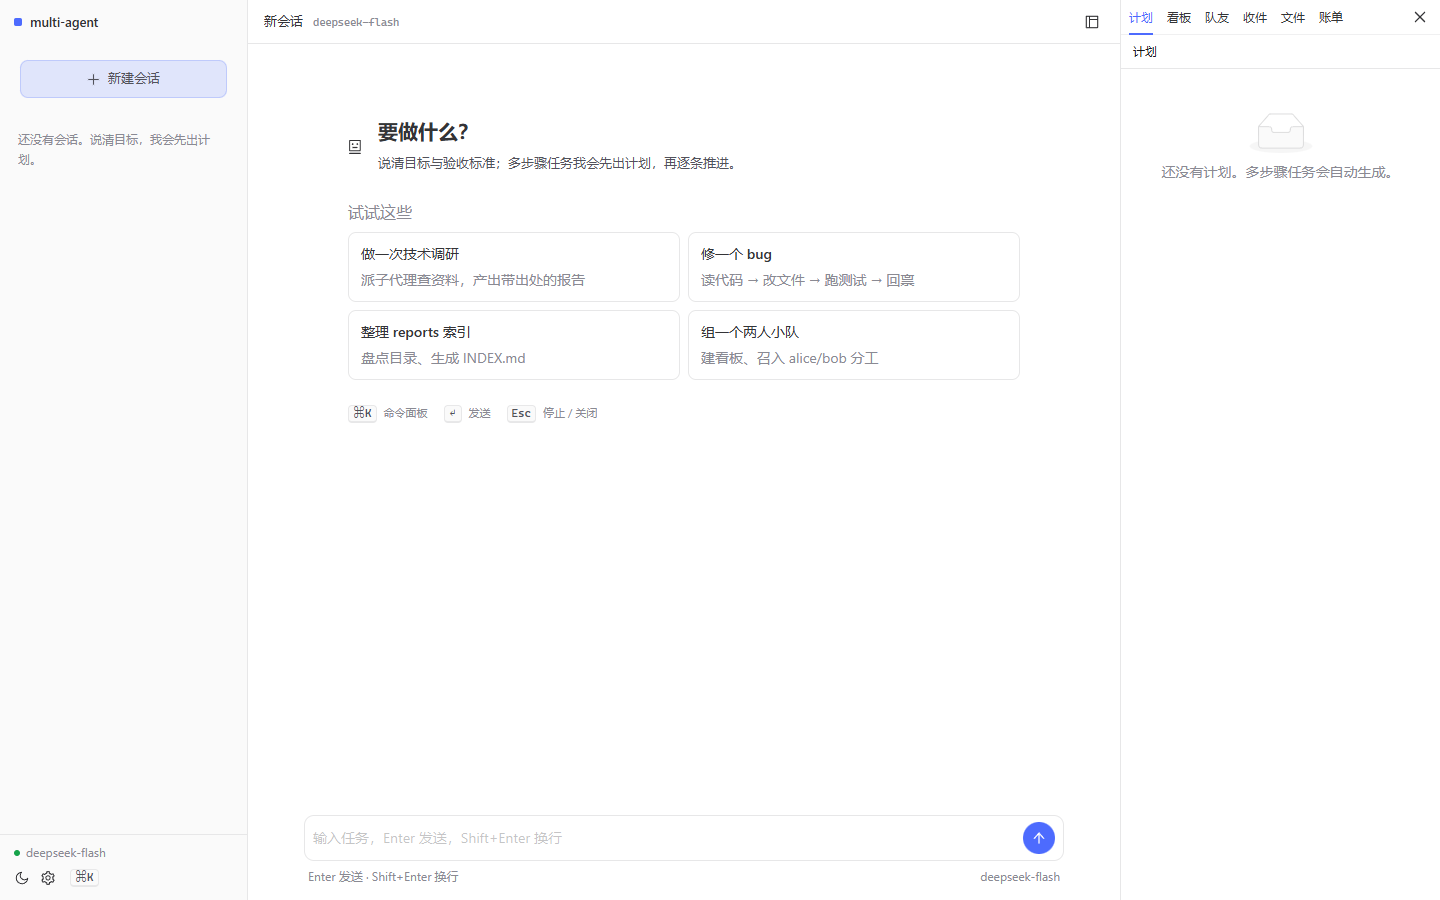 multi-agent
新建会话
还没有会话。说清目标，我会先出计
划。
deepseek-flash
⌘K
新会话 deepseek-flash
要做什么？
说清目标与验收标准；多步骤任务我会先出计划，再逐条推进。
试试这些
做一次技术调研
派子代理查资料，产出带出处的报告
修一个 bug
读代码 → 改文件 → 跑测试 → 回禀
整理 reports 索引
盘点目录、生成 INDEX.md
组一个两人小队
建看板、召入 alice/bob 分工
⌘K 命令面板 ↵ 发送 Esc 停止 / 关闭
输入任务，Enter 发送，Shift+Enter 换行
Enter 发送 · Shift+Enter 换行 deepseek-flash
计划 看板 队友 收件 文件 账单
计划
还没有计划。多步骤任务会自动生成。